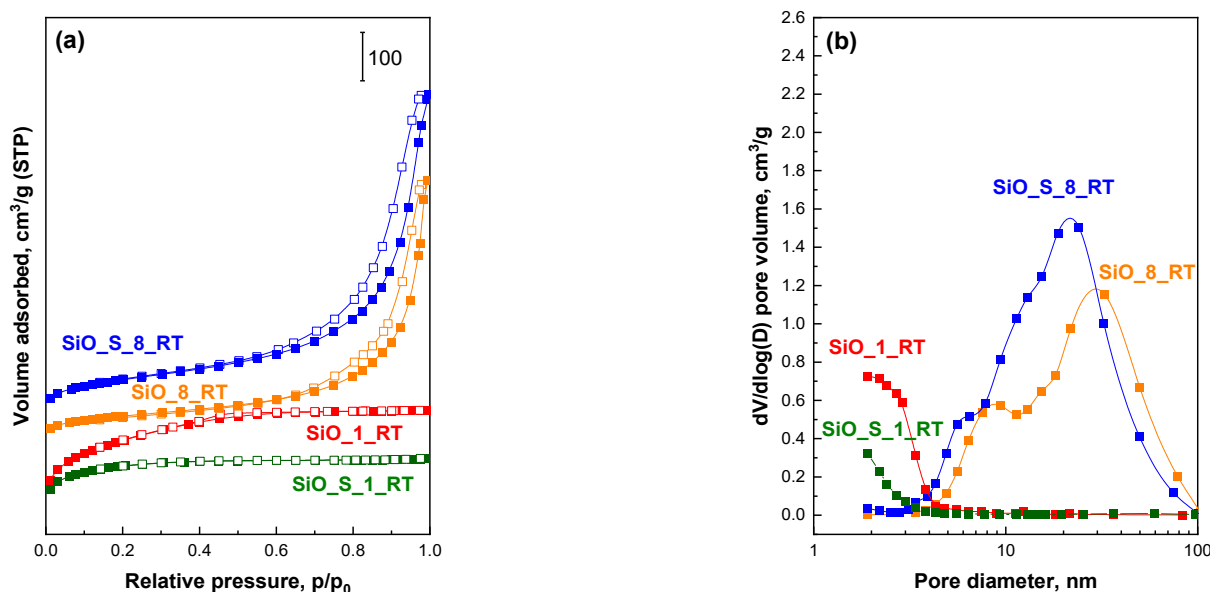 (a)
100
Volume adsorbed, cm³/g (STP)
SiO_S_8_RT
SiO_8_RT
SiO_1_RT
SiO_S_1_RT
0.0 0.2 0.4 0.6 0.8 1.0
Relative pressure, p/p₀
(b)
dV/dlog(D) pore volume, cm³/g
2.6
2.4
2.2
2.0
1.8
1.6
1.4
1.2
1.0
0.8
0.6
0.4
0.2
0.0
SiO_S_8_RT
SiO_8_RT
SiO_1_RT
SiO_S_1_RT
1 10 100
Pore diameter, nm